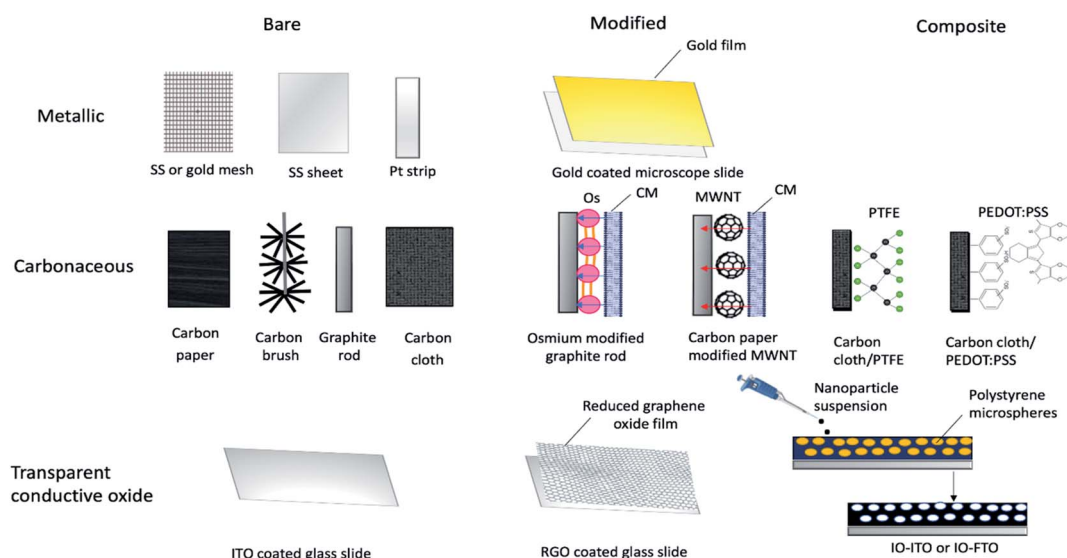 Bare
Modified
Composite
Gold film
Metallic
SS or gold mesh
SS sheet
Pt strip
Gold coated microscope slide
Os
CM
MWNT
CM
PTFE
PEDOT:PSS
Carbonaceous
Carbon
paper
Carbon
brush
Graphite
rod
Carbon
cloth
Osmium modified
graphite rod
Carbon paper
modified MWNT
Carbon
cloth/PTFE
Carbon cloth/
PEDOT:PSS
Nanoparticle
suspension
Polystyrene
microspheres
Reduced graphene
oxide film
Transparent
conductive oxide
ITO coated glass slide
RGO coated glass slide
IO-ITO or IO-FTO